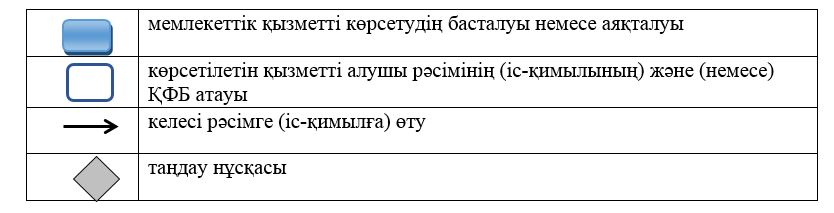 мемлекеттік қызметті көрсетудің басталуы немесе аяқталуы
көрсетілетін қызметті алушы рәсімінің (іс-қимылының) және (немесе)
ҚФБ атауы
келесі рәсімге (іс-қимылға) өту
таңдау нұсқасы